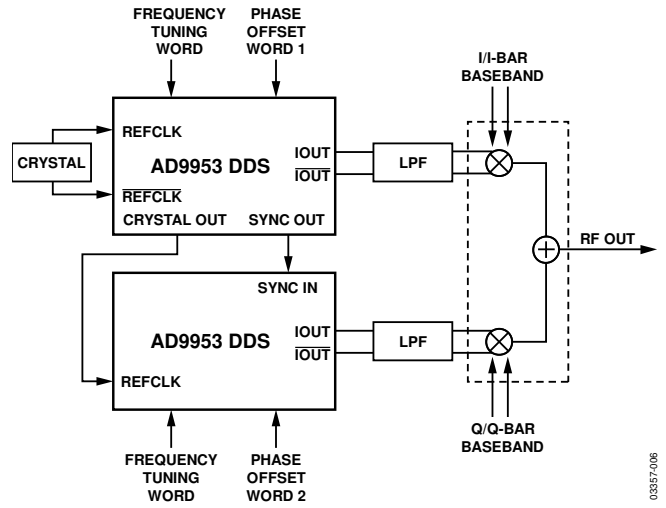 FREQUENCY
TUNING
WORD
PHASE
OFFSET
WORD 1
I/I-BAR
BASEBAND
REFCLK
CRYSTAL
AD9953 DDS
IOUT
IOUT
LPF
REFCLK
CRYSTAL OUT
SYNC OUT
RF OUT
SYNC IN
AD9953 DDS
IOUT
IOUT
LPF
REFCLK
Q/Q-BAR
BASEBAND
FREQUENCY
TUNING
WORD
PHASE
OFFSET
WORD 2
03357-006